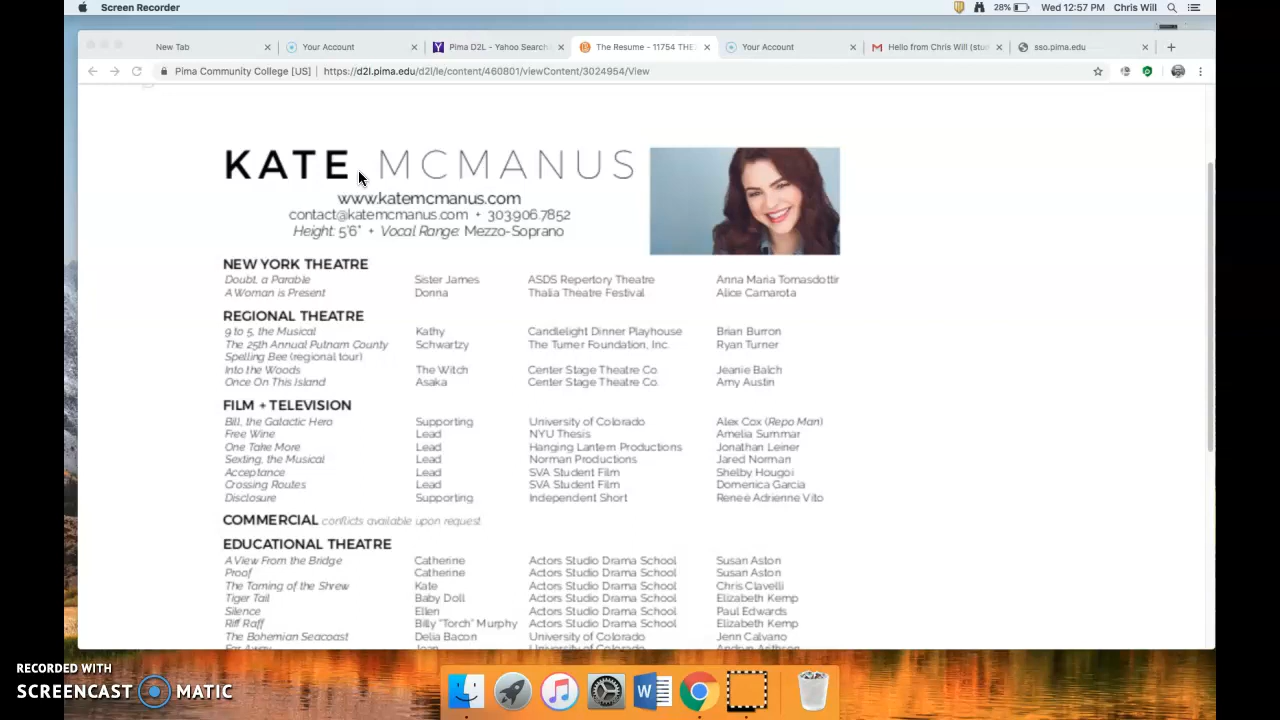 Screen Recorder 28% Wed 12:57 PM Chris Will
New Tab Your Account Pima D2L - Yahoo Search The Resume - 11754 THE Your Account Hello from Chris Will (stu sso.pima.edu
Pima Community College [US] https://d2l.pima.edu/d2l/le/content/460801/viewContent/3024954/View
KATE MCMANUS
www.katemcmanus.com
contact@katemcmanus.com + 303.906.7852
Height: 5'6" + Vocal Range: Mezzo-Soprano
NEW YORK THEATRE
Doubt, a Parable Sister James ASDS Repertory Theatre Anna Maria Tomasdottir
A Woman is Present Donna Thalia Theatre Festival Alice Camarota
REGIONAL THEATRE
9 to 5, the Musical Kathy Candlelight Dinner Playhouse Brian Burron
The 25th Annual Putnam County Schwartzy The Turner Foundation, Inc. Ryan Turner
Spelling Bee (regional tour)
Into the Woods The Witch Center Stage Theatre Co. Jeanie Balch
Once On This Island Asaka Center Stage Theatre Co. Amy Austin
FILM + TELEVISION
Bill, the Galactic Hero Supporting University of Colorado Alex Cox (Repo Man)
Free Wine Lead NYU Thesis Amelia Summar
One Take More Lead Hanging Lantern Productions Jonathan Leiner
Sexting, the Musical Lead Norman Productions Jared Norman
Acceptance Lead SVA Student Film Shelby Hougoi
Crossing Routes Lead SVA Student Film Domenica Garcia
Disclosure Supporting Independent Short Reneé Adrienne Vito
COMMERCIAL conflicts available upon request
EDUCATIONAL THEATRE
A View From the Bridge Catherine Actors Studio Drama School Susan Aston
Proof Catherine Actors Studio Drama School Susan Aston
The Taming of the Shrew Kate Actors Studio Drama School Chris Clavelli
Tiger Tail Baby Doll Actors Studio Drama School Elizabeth Kemp
Silence Ellen Actors Studio Drama School Paul Edwards
Riff Raff Billy "Torch" Murphy Actors Studio Drama School Elizabeth Kemp
The Bohemian Seacoast Delia Bacon University of Colorado Jenn Calvano
Far Away Joan University of Colorado
RECORDED WITH
SCREENCAST MATIC